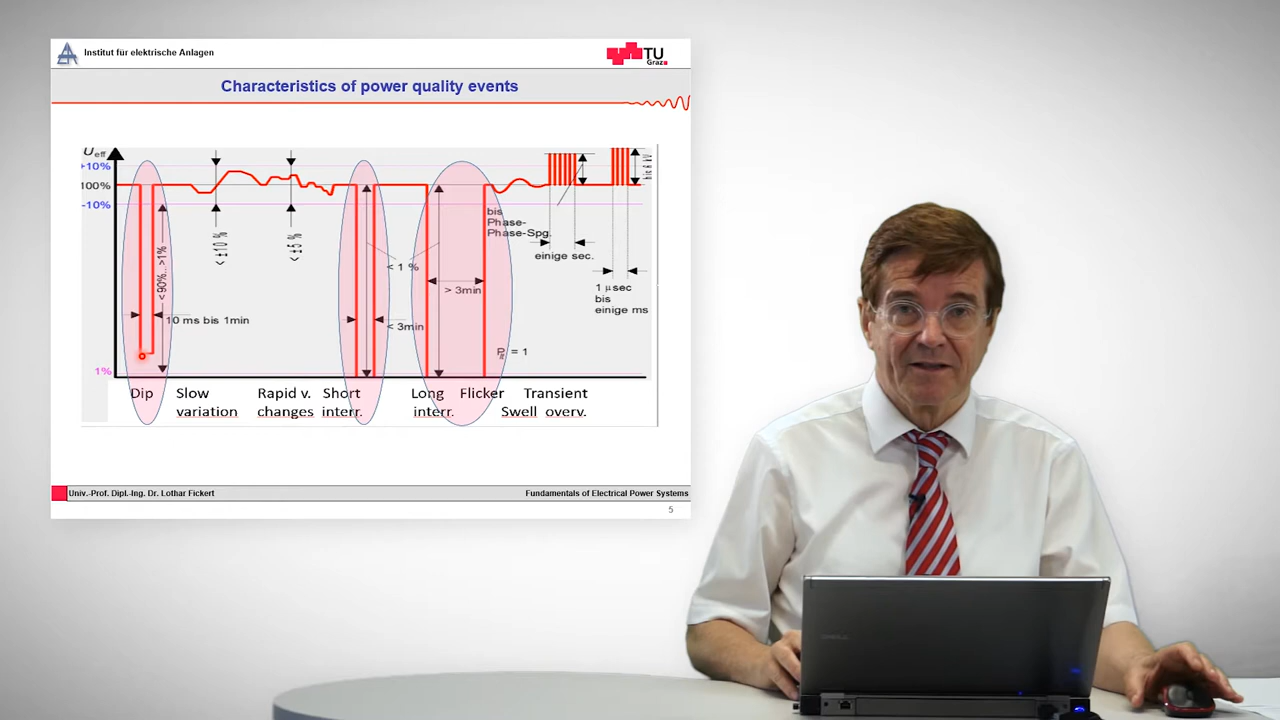 Institut für elektrische Anlagen
TU
Graz
Characteristics of power quality events
U eff
+10%
100%
-10%
1%
<90%... >1%
10 ms bis 1min
< ±10 %
< ±5 %
< 1 %
< 3min
> 3min
bis
Phase-
Phase-Spg.
einige sec.
1 μsec
bis
einige ms
= 1
Dip Slow Rapid v. Short Long Flicker Transient
variation changes interr. interr. Swell overv.
Univ.-Prof. Dipl.-Ing. Dr. Lothar Fickert Fundamentals of Electrical Power Systems
5